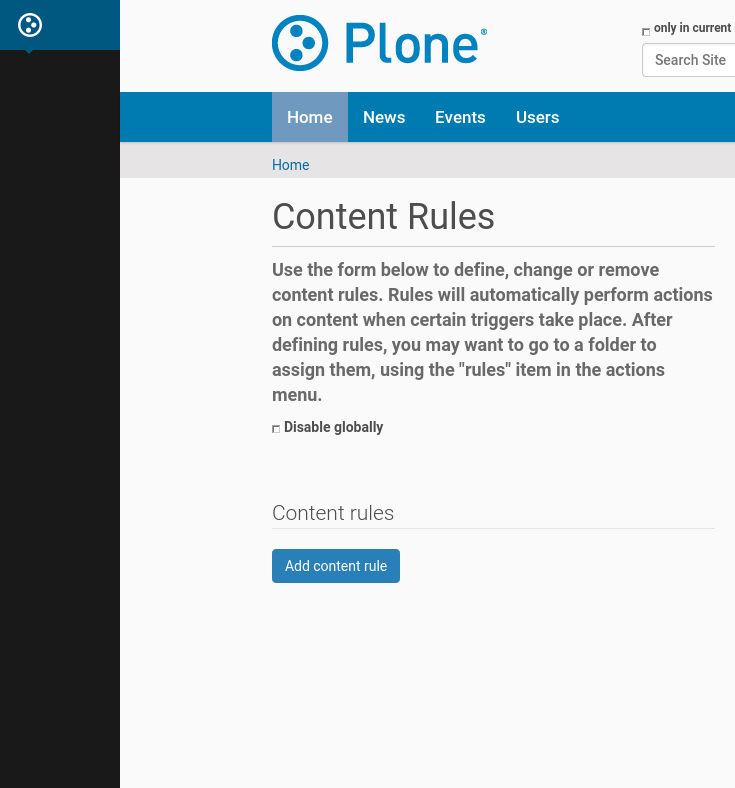 Plone®
only in current
Search Site
Home News Events Users
Home
Content Rules
Use the form below to define, change or remove
content rules. Rules will automatically perform actions
on content when certain triggers take place. After
defining rules, you may want to go to a folder to
assign them, using the "rules" item in the actions
menu.
Disable globally
Content rules
Add content rule